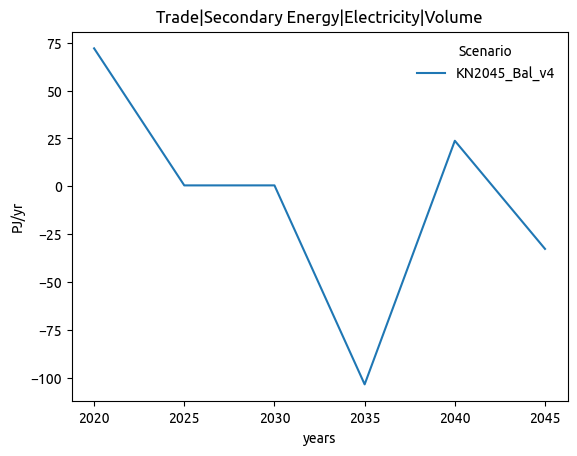 Trade|Secondary Energy|Electricity|Volume
Scenario
KN2045_Bal_v4
75
50
25
0
−25
−50
−75
−100
PJ/yr
2020 2025 2030 2035 2040 2045
years